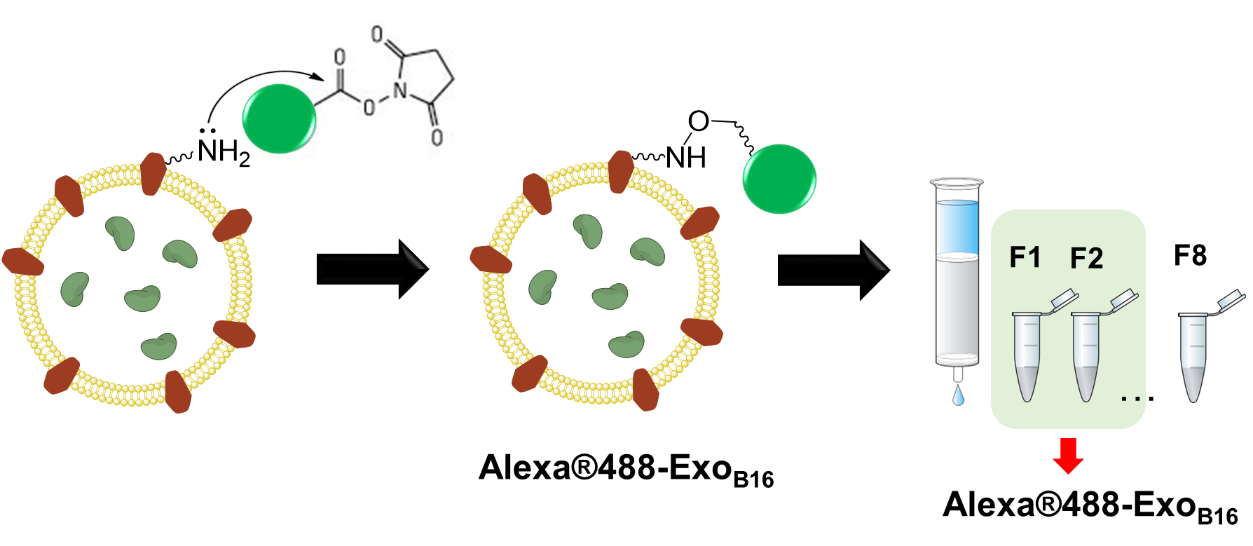 O
O
O
N
O
NH2
O
NH
F1 F2 F8
...
Alexa®488-ExoB16
Alexa®488-ExoB16